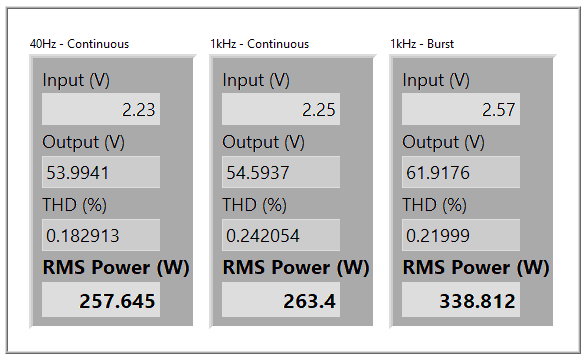 40Hz - Continuous
Input (V)
2.23
Output (V)
53.9941
THD (%)
0.182913
RMS Power (W)
257.645
1kHz - Continuous
Input (V)
2.25
Output (V)
54.5937
THD (%)
0.242054
RMS Power (W)
263.4
1kHz - Burst
Input (V)
2.57
Output (V)
61.9176
THD (%)
0.21999
RMS Power (W)
338.812